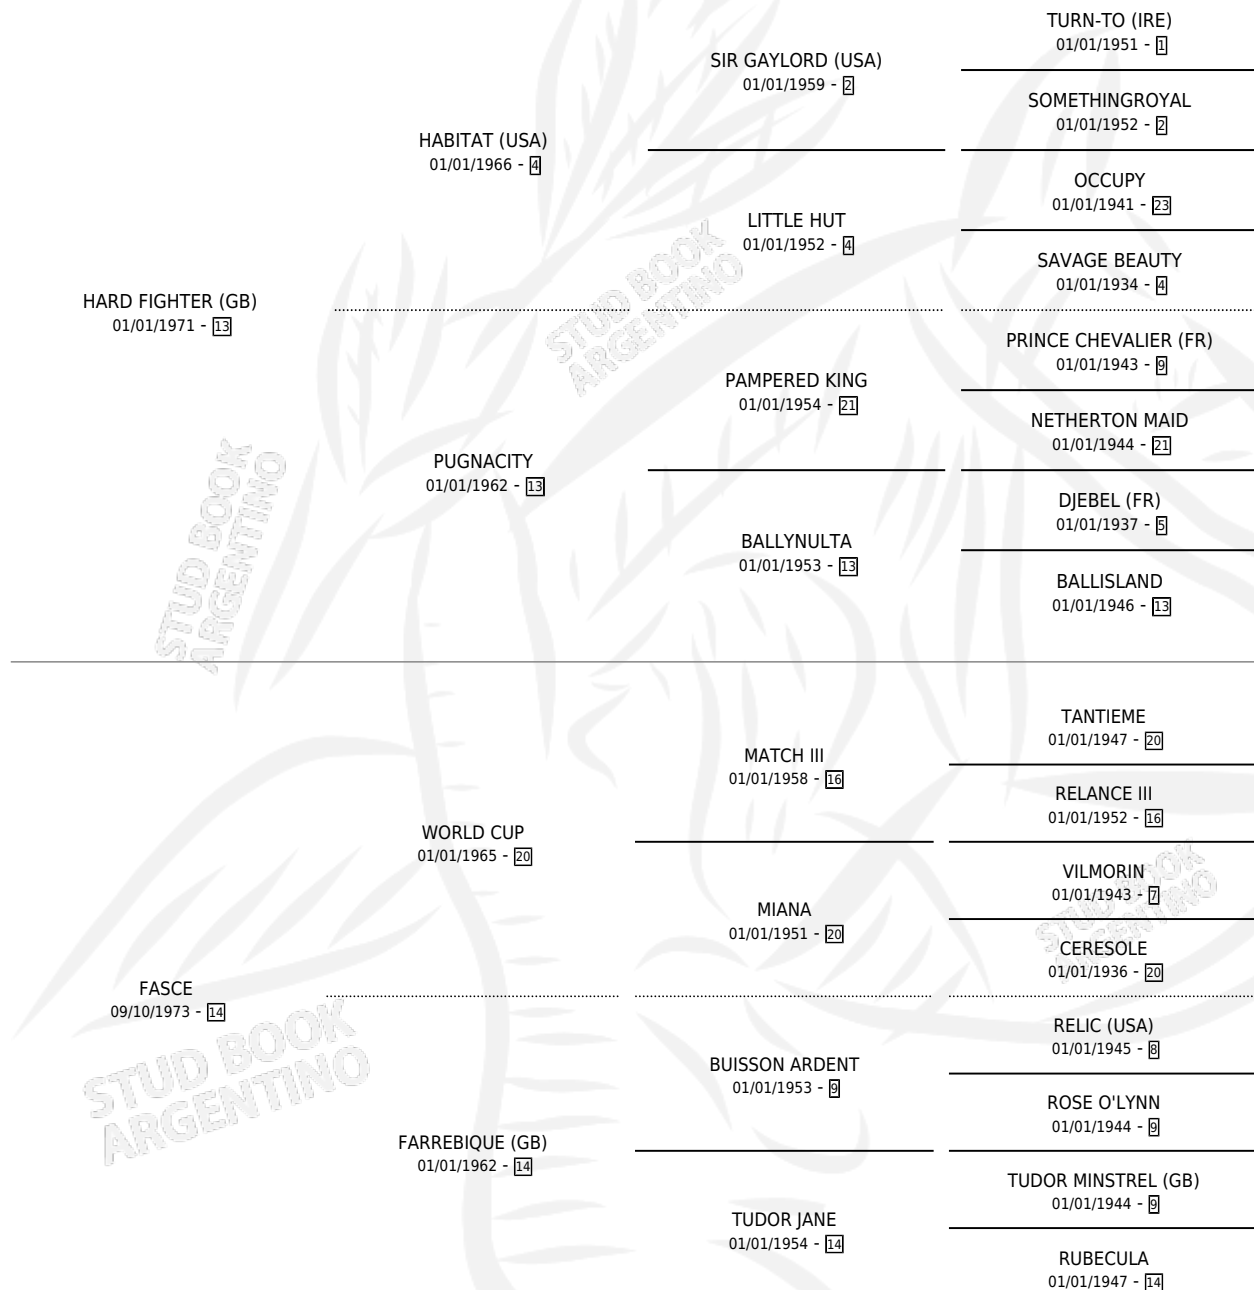 TURN-TO (IRE)
01/01/1951 - 1
SIR GAYLORD (USA)
01/01/1959 - 2
SOMETHINGROYAL
01/01/1952 - 2
HABITAT (USA)
01/01/1966 - 4
OCCUPY
01/01/1941 - 23
LITTLE HUT
01/01/1952 - 4
SAVAGE BEAUTY
01/01/1934 - 4
HARD FIGHTER (GB)
01/01/1971 - 13
PRINCE CHEVALIER (FR)
01/01/1943 - 9
PAMPERED KING
01/01/1954 - 21
NETHERTON MAID
01/01/1944 - 21
PUGNACITY
01/01/1962 - 13
DJEBEL (FR)
01/01/1937 - 5
BALLYNULTA
01/01/1953 - 13
BALLISLAND
01/01/1946 - 13
TANTIEME
01/01/1947 - 20
MATCH III
01/01/1958 - 16
RELANCE III
01/01/1952 - 16
WORLD CUP
01/01/1965 - 20
VILMORIN
01/01/1943 - 7
MIANA
01/01/1951 - 20
CERESOLE
01/01/1936 - 20
FASCE
09/10/1973 - 14
RELIC (USA)
01/01/1945 - 8
BUISSON ARDENT
01/01/1953 - 9
ROSE O'LYNN
01/01/1944 - 9
FARREBIQUE (GB)
01/01/1962 - 14
TUDOR MINSTREL (GB)
01/01/1944 - 9
TUDOR JANE
01/01/1954 - 14
RUBECULA
01/01/1947 - 14
STUD BOOK
ARGENTINO
STUD BOOK
ARGENTINO
STUD BOOK
ARGENTINO
STUD BOOK
ARGENTINO